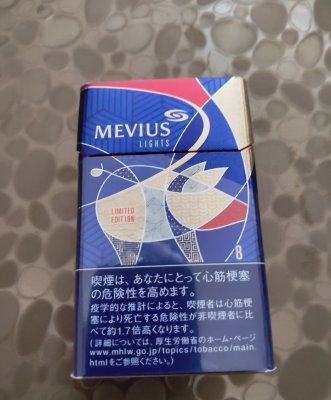 MEVIUS
LIGHTS
LIMITED
EDITION
8
喫煙は、あなたにとって心筋梗塞
の危険性を高めます。
疫学的な推計によると、喫煙者は心筋梗
塞により死亡する危険性が非喫煙者に比
べて約1.7倍高くなります。
(詳細については、厚生労働省のホーム・ページ
www.mhlw.go.jp/topics/tobacco/main.
htmlをご参照ください。)